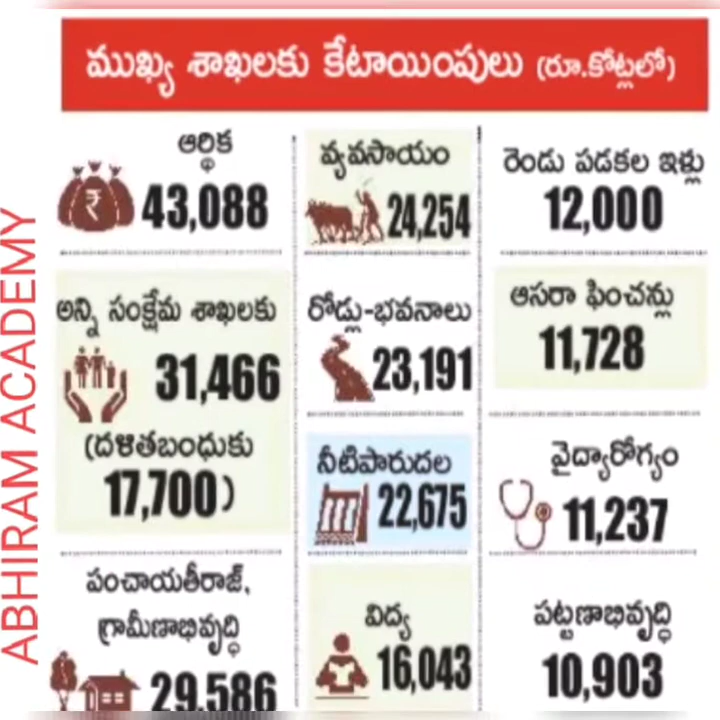 ముఖ్య శాఖలకు కేటాయింపులు (రూ.కోట్లలో)
ఆర్థిక
43,088
అన్ని సంక్షేమ శాఖలకు
31,466
(దళితబంధుకు
17,700)
పంచాయతీరాజ్,
గ్రామీణాభివృద్ధి
29,586
వ్యవసాయం
24,254
రోడ్లు-భవనాలు
23,191
నీటిపారుదల
22,675
విద్య
16,043
రెండు పడకల ఇళ్లు
12,000
ఆసరా ఫించన్లు
11,728
వైద్యారోగ్యం
11,237
పట్టణాభివృద్ధి
10,903
ABHIRAM ACADEMY